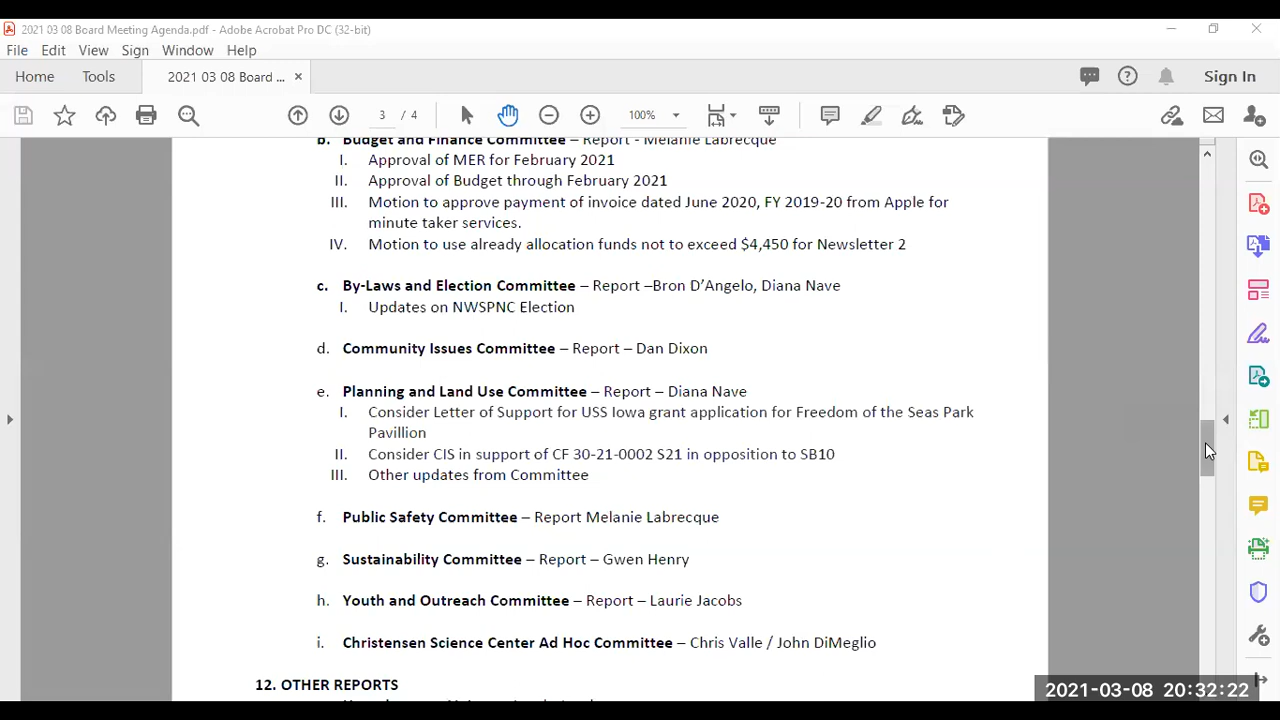 2021 03 08 Board Meeting Agenda.pdf - Adobe Acrobat Pro DC (32-bit)
File Edit View Window Sign Help
Home Tools 2021 03 08 Board ... × Sign In
3 / 4 100%
b. Budget and Finance Committee – Report - Melanie Labrecque
I. Approval of MER for February 2021
II. Approval of Budget through February 2021
III. Motion to approve payment of invoice dated June 2020, FY 2019-20 from Apple for
minute taker services.
IV. Motion to use already allocation funds not to exceed $4,450 for Newsletter 2
c. By-Laws and Election Committee – Report –Bron D’Angelo, Diana Nave
I. Updates on NWSPNC Election
d. Community Issues Committee – Report – Dan Dixon
e. Planning and Land Use Committee – Report – Diana Nave
I. Consider Letter of Support for USS Iowa grant application for Freedom of the Seas Park
Pavillion
II. Consider CIS in support of CF 30-21-0002 S21 in opposition to SB10
III. Other updates from Committee
f. Public Safety Committee – Report Melanie Labrecque
g. Sustainability Committee – Report – Gwen Henry
h. Youth and Outreach Committee – Report – Laurie Jacobs
i. Christensen Science Center Ad Hoc Committee – Chris Valle / John DiMeglio
12. OTHER REPORTS
2021-03-08 20:32:22